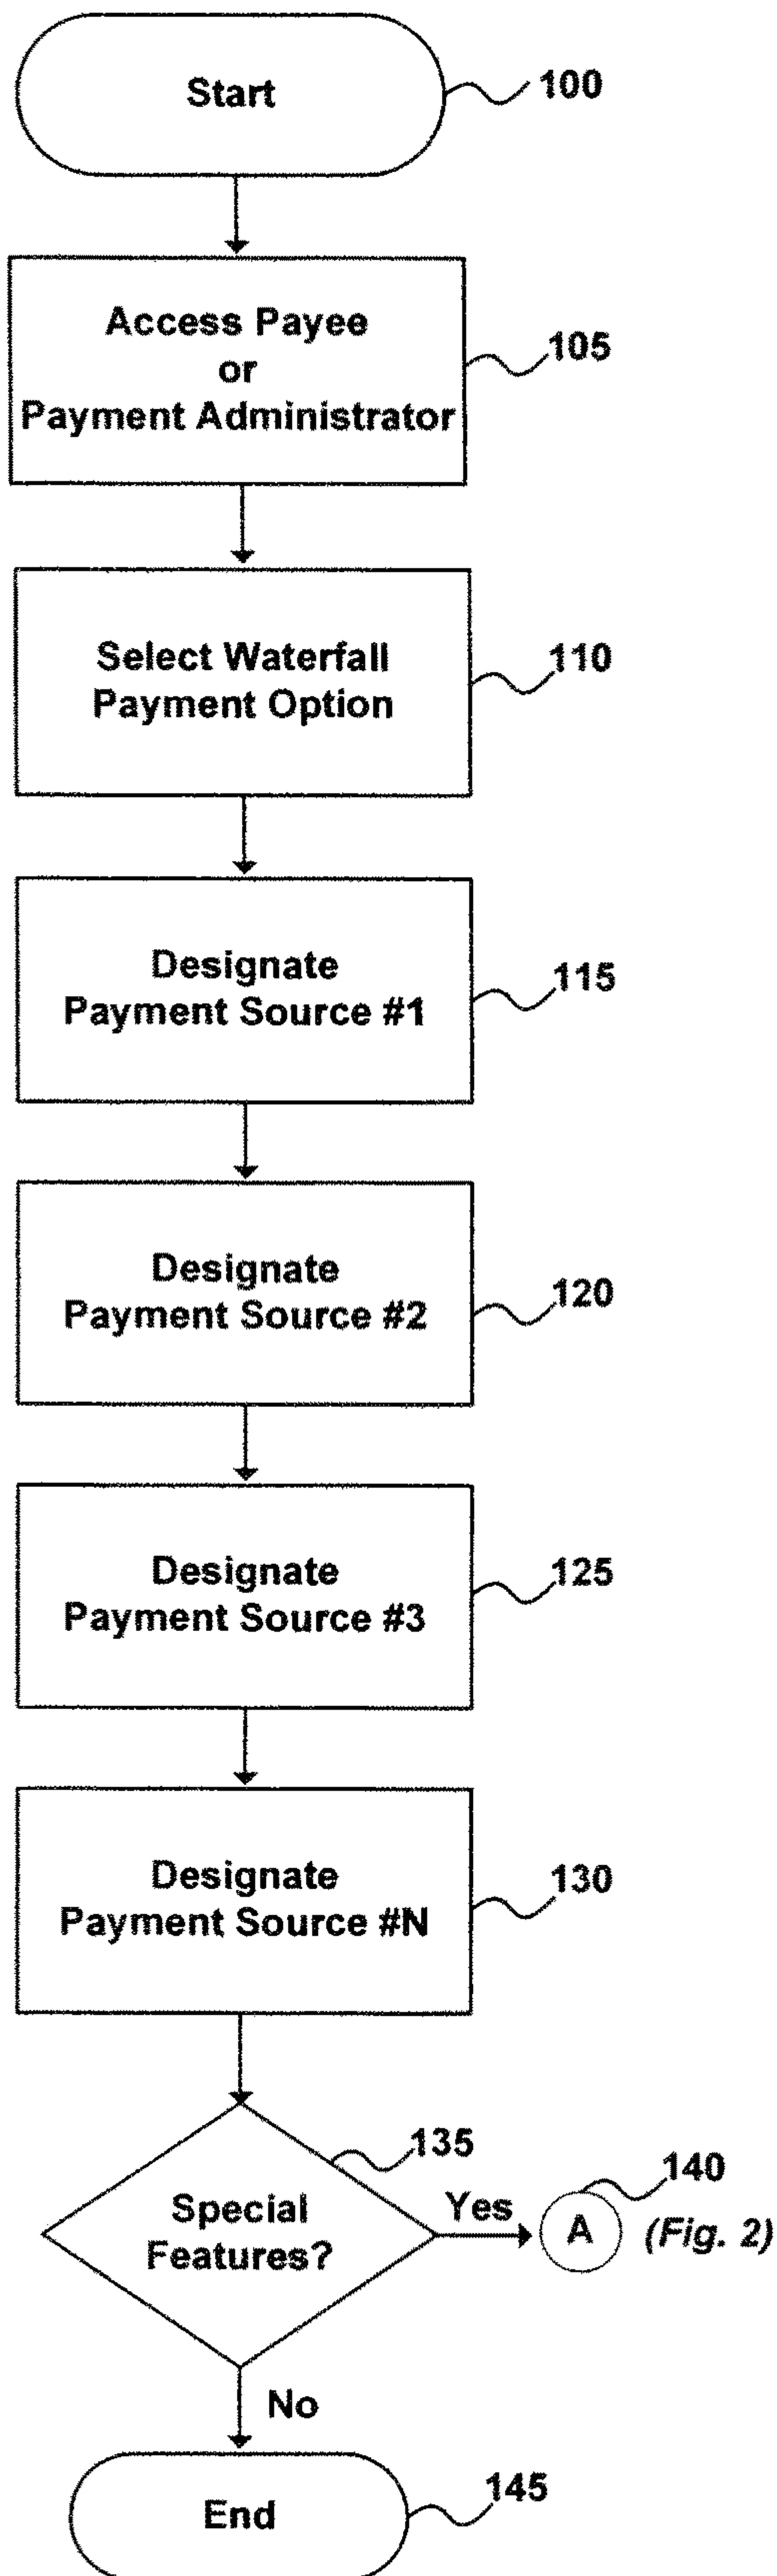 Start
100
Access Payee
or
Payment Administrator
105
Select Waterfall
Payment Option
110
Designate
Payment Source #1
115
Designate
Payment Source #2
120
Designate
Payment Source #3
125
Designate
Payment Source #N
130
135
Special
Features?
Yes
140
A
(Fig. 2)
No
End
145